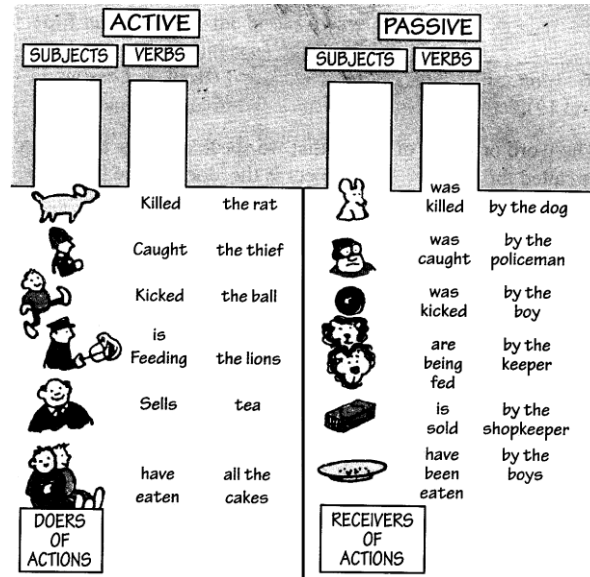 ACTIVE
SUBJECTS VERBS
Killed the rat
Caught the thief
Kicked the ball
is
Feeding the lions
Sells tea
have all the
eaten cakes
DOERS
OF
ACTIONS
PASSIVE
SUBJECTS VERBS
was
killed by the dog
was by the
caught policeman
was by the
kicked boy
are by the
being keeper
fed
is by the
sold shopkeeper
have by the
been boys
eaten
RECEIVERS
OF
ACTIONS